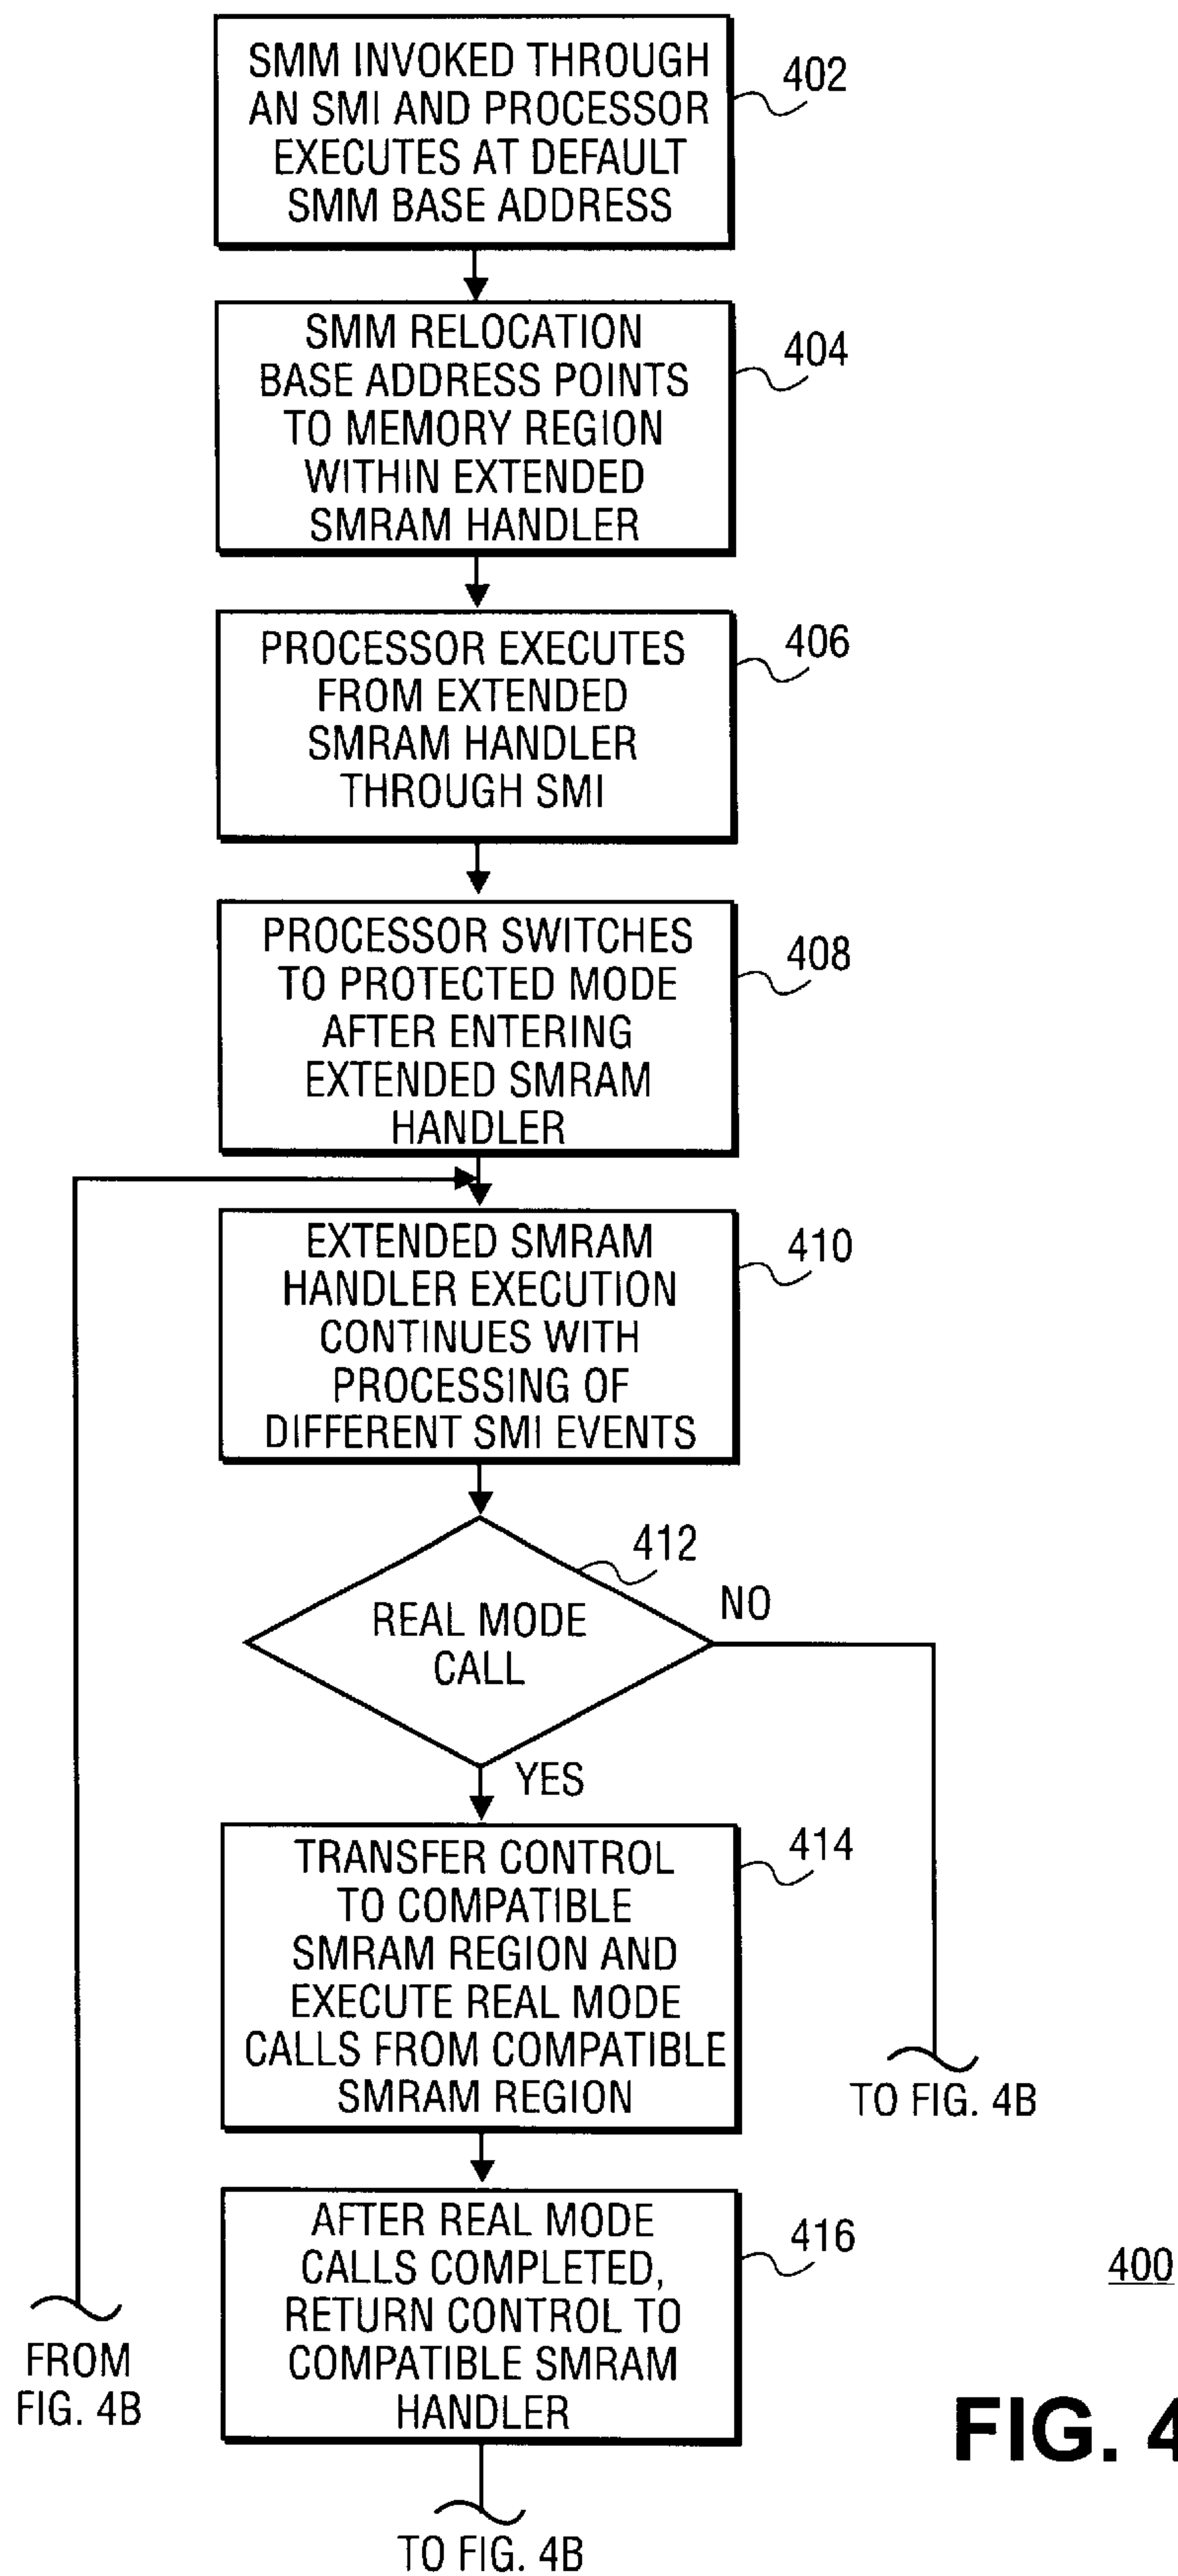 SMM INVOKED THROUGH
AN SMI AND PROCESSOR
EXECUTES AT DEFAULT
SMM BASE ADDRESS
402
SMM RELOCATION
BASE ADDRESS POINTS
TO MEMORY REGION
WITHIN EXTENDED
SMRAM HANDLER
404
PROCESSOR EXECUTES
FROM EXTENDED
SMRAM HANDLER
THROUGH SMI
406
PROCESSOR SWITCHES
TO PROTECTED MODE
AFTER ENTERING
EXTENDED SMRAM
HANDLER
408
EXTENDED SMRAM
HANDLER EXECUTION
CONTINUES WITH
PROCESSING OF
DIFFERENT SMI EVENTS
410
412
REAL MODE
CALL
NO
YES
TRANSFER CONTROL
TO COMPATIBLE
SMRAM REGION AND
EXECUTE REAL MODE
CALLS FROM COMPATIBLE
SMRAM REGION
414
TO FIG. 4B
AFTER REAL MODE
CALLS COMPLETED,
RETURN CONTROL TO
COMPATIBLE SMRAM
HANDLER
416
400
FROM
FIG. 4B
FIG. 4
TO FIG. 4B